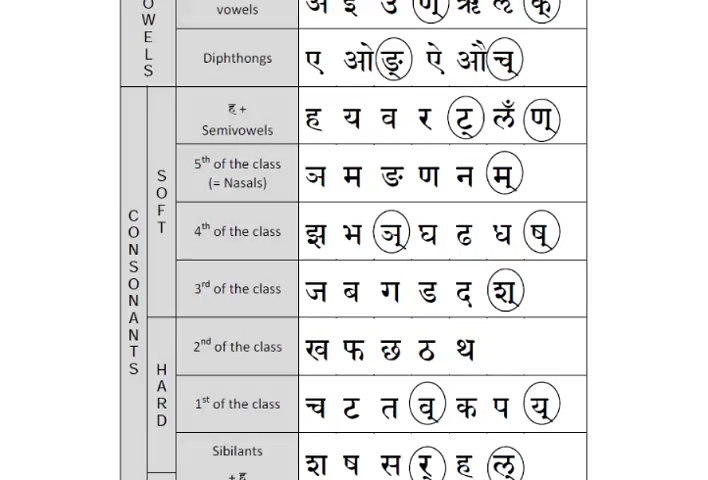 VOWELS
vowels
अ इ उ ण् ऋ ऌ क्
Diphthongs
ए ओ ङ् ऐ औ च्
CONSONANTS
SOFT
ह् +
Semivowels
ह य व र ट् लँ ण्
5th of the class
(= Nasals)
ञ म ङ ण न म्
4th of the class
झ भ ञ् घ ढ ध ष्
3rd of the class
ज ब ग ड द श्
HARD
2nd of the class
ख फ छ ठ थ
1st of the class
च ट त व् क प य्
Sibilants
+ ह्
श ष स र् ह ल्